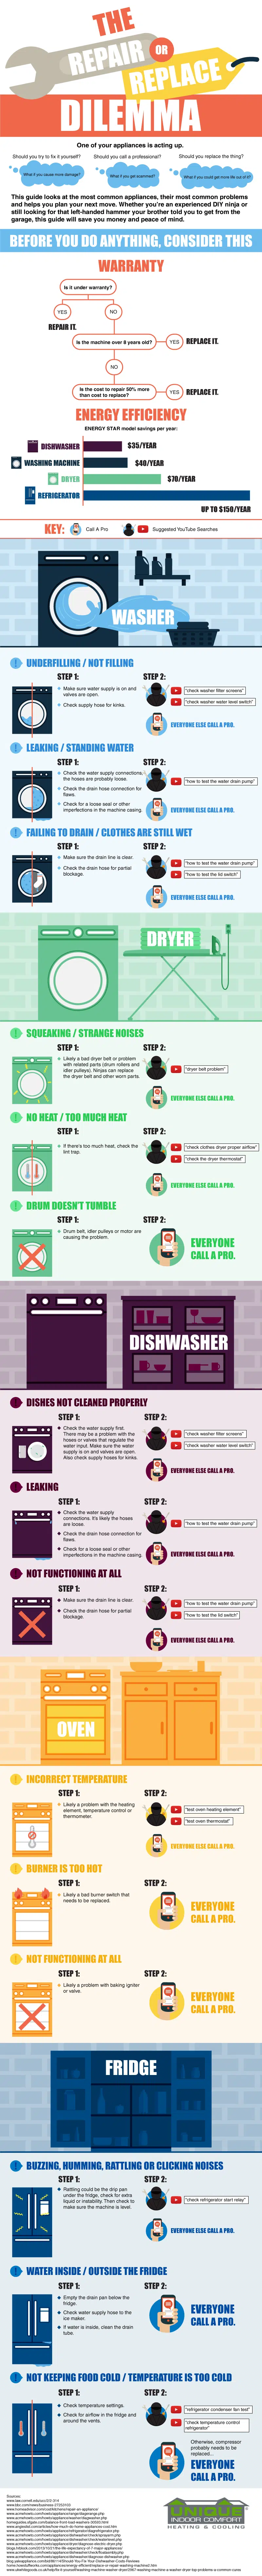 THE
REPAIR
OR
REPLACE
DILEMMA
One of your appliances is acting up.
Should you try to fix it yourself?
Should you call a professional?
Should you replace the thing?
What if you cause more damage?
What if you get scammed?
What if you could get more life out of it?
This guide looks at the most common appliances, their most common problems
and helps you plan your next move. Whether you're an experienced DIY ninja or
still looking for that left-handed hammer your brother told you to get from the
garage, this guide will save you money and peace of mind.
BEFORE YOU DO ANYTHING, CONSIDER THIS
WARRANTY
Is it under warranty?
YES
NO
REPAIR IT.
Is the machine over 8 years old?
YES
REPLACE IT.
NO
Is the cost to repair 50% more
than cost to replace?
YES
REPLACE IT.
ENERGY EFFICIENCY
ENERGY STAR model savings per year:
DISHWASHER
$35/YEAR
WASHING MACHINE
$40/YEAR
DRYER
$70/YEAR
REFRIGERATOR
UP TO $150/YEAR
KEY:
Call A Pro
Suggested YouTube Searches
WASHER
UNDERFILLING / NOT FILLING
STEP 1:
Make sure water supply is on and
valves are open.
Check supply hose for kinks.
STEP 2:
"check washer filter screens"
"check washer water level switch"
EVERYONE ELSE CALL A PRO.
LEAKING / STANDING WATER
STEP 1:
Check the water supply connections,
the hoses are probably loose.
Check the drain hose connection for
flaws.
Check for a loose seal or other
imperfections in the machine casing.
STEP 2:
"how to test the water drain pump"
EVERYONE ELSE CALL A PRO.
FAILING TO DRAIN / CLOTHES ARE STILL WET
STEP 1:
Make sure the drain line is clear.
Check the drain hose for partial
blockage.
STEP 2:
"how to test the water drain pump"
"how to test the lid switch"
EVERYONE ELSE CALL A PRO.
DRYER
SQUEAKING / STRANGE NOISES
STEP 1:
Likely a bad dryer belt or problem
with related parts (drum rollers and
idler pulleys). Ninjas can replace
the dryer belt and other worn parts.
STEP 2:
"dryer belt problem"
EVERYONE ELSE CALL A PRO.
NO HEAT / TOO MUCH HEAT
STEP 1:
If there's too much heat, check the
lint trap.
STEP 2:
"check clothes dryer proper airflow"
"check the dryer thermostat"
EVERYONE ELSE CALL A PRO.
DRUM DOESN'T TUMBLE
STEP 1:
Drum belt, idler pulleys or motor are
causing the problem.
STEP 2:
EVERYONE
CALL A PRO.
DISHWASHER
DISHES NOT CLEANED PROPERLY
STEP 1:
Check the water supply first.
There may be a problem with the
hoses or valves that regulate the
water input. Make sure the water
supply is on and valves are open.
Also check supply hoses for kinks.
STEP 2:
"check washer filter screens"
"check washer water level switch"
EVERYONE ELSE CALL A PRO.
LEAKING
STEP 1:
Check the water supply
connections. It's likely the hoses
are loose.
Check the drain hose connection for
flaws.
Check for a loose seal or other
imperfections in the machine casing.
STEP 2:
"how to test the water drain pump"
EVERYONE ELSE CALL A PRO.
NOT FUNCTIONING AT ALL
STEP 1:
Make sure the drain line is clear.
Check the drain hose for partial
blockage.
STEP 2:
"how to test the water drain pump"
"how to test the lid switch"
EVERYONE ELSE CALL A PRO.
OVEN
INCORRECT TEMPERATURE
STEP 1:
Likely a problem with the heating
element, temperature control or
thermometer.
STEP 2:
"test oven heating element"
"test oven thermostat"
EVERYONE ELSE CALL A PRO.
BURNER IS TOO HOT
STEP 1:
Likely a bad burner switch that
needs to be replaced.
STEP 2:
EVERYONE
CALL A PRO.
NOT FUNCTIONING AT ALL
STEP 1:
Likely a problem with baking igniter
or valve.
STEP 2:
EVERYONE
CALL A PRO.
FRIDGE
BUZZING, HUMMING, RATTLING OR CLICKING NOISES
STEP 1:
Rattling could be the drip pan
under the fridge, check for extra
liquid or instability. Then check to
make sure the machine is level.
STEP 2:
"check refrigerator start relay"
EVERYONE ELSE CALL A PRO.
WATER INSIDE / OUTSIDE THE FRIDGE
STEP 1:
Empty the drain pan below the
fridge.
Check water supply hose to the
ice maker.
If water is inside, clean the drain
tube.
STEP 2:
EVERYONE
CALL A PRO.
NOT KEEPING FOOD COLD / TEMPERATURE IS TOO COLD
STEP 1:
Check temperature settings.
Check for airflow in the fridge and
around the vents.
STEP 2:
"refrigerator condenser fan test"
"check temperature control
refrigerator"
Otherwise, compressor
probably needs to be
replaced...
EVERYONE
CALL A PRO.
Sources:
UNIQUE
INDOOR COMFORT
HEATING & COOLING